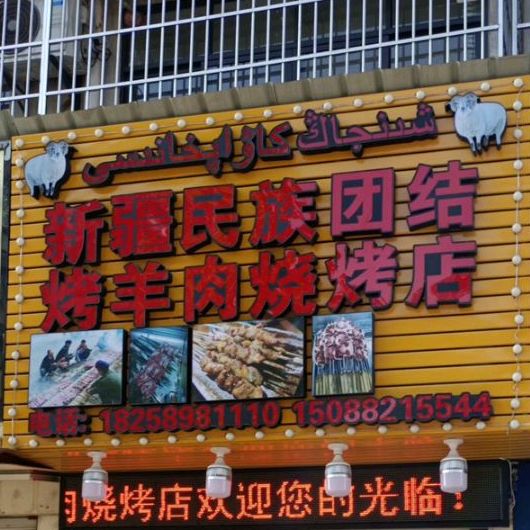 شىنجاڭ كاۋاپخانىسى
新疆民族团结
烤羊肉烧烤店
电话: 18258981110 15088215544
肉烧烤店欢迎您的光临!